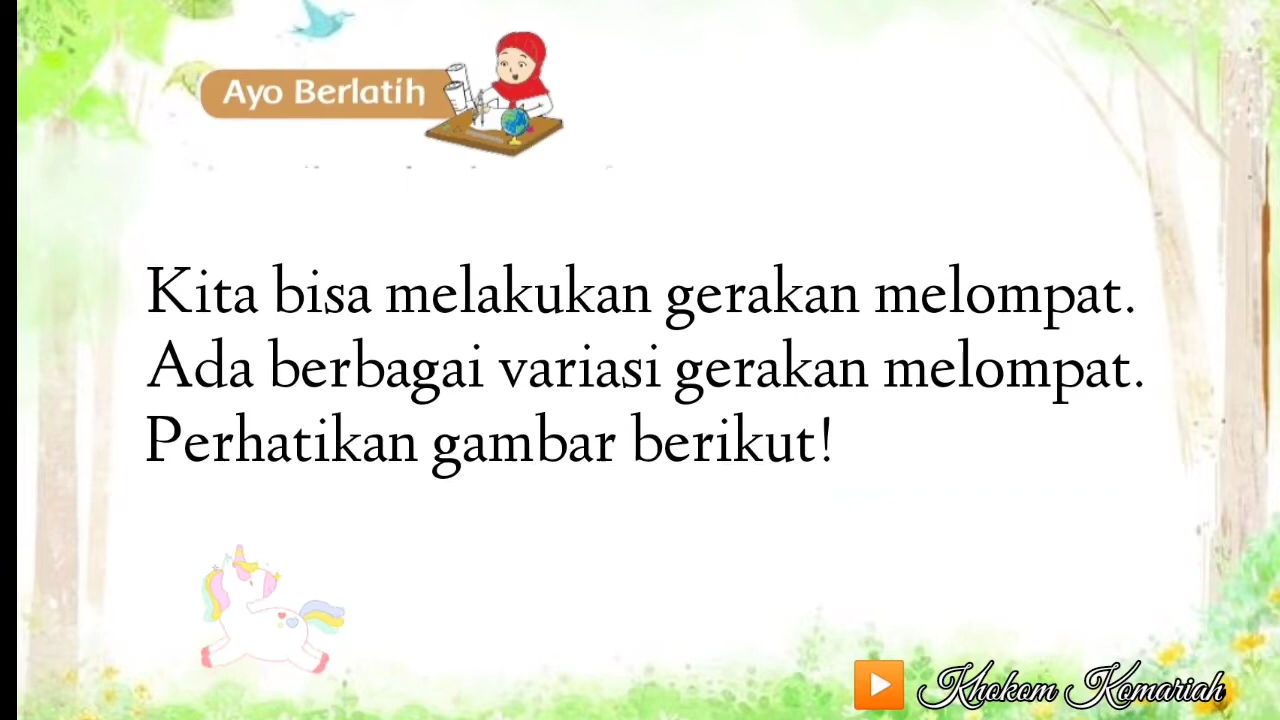 Ayo Berlatih
Kita bisa melakukan gerakan melompat.
Ada berbagai variasi gerakan melompat.
Perhatikan gambar berikut!
Khokom Komariah